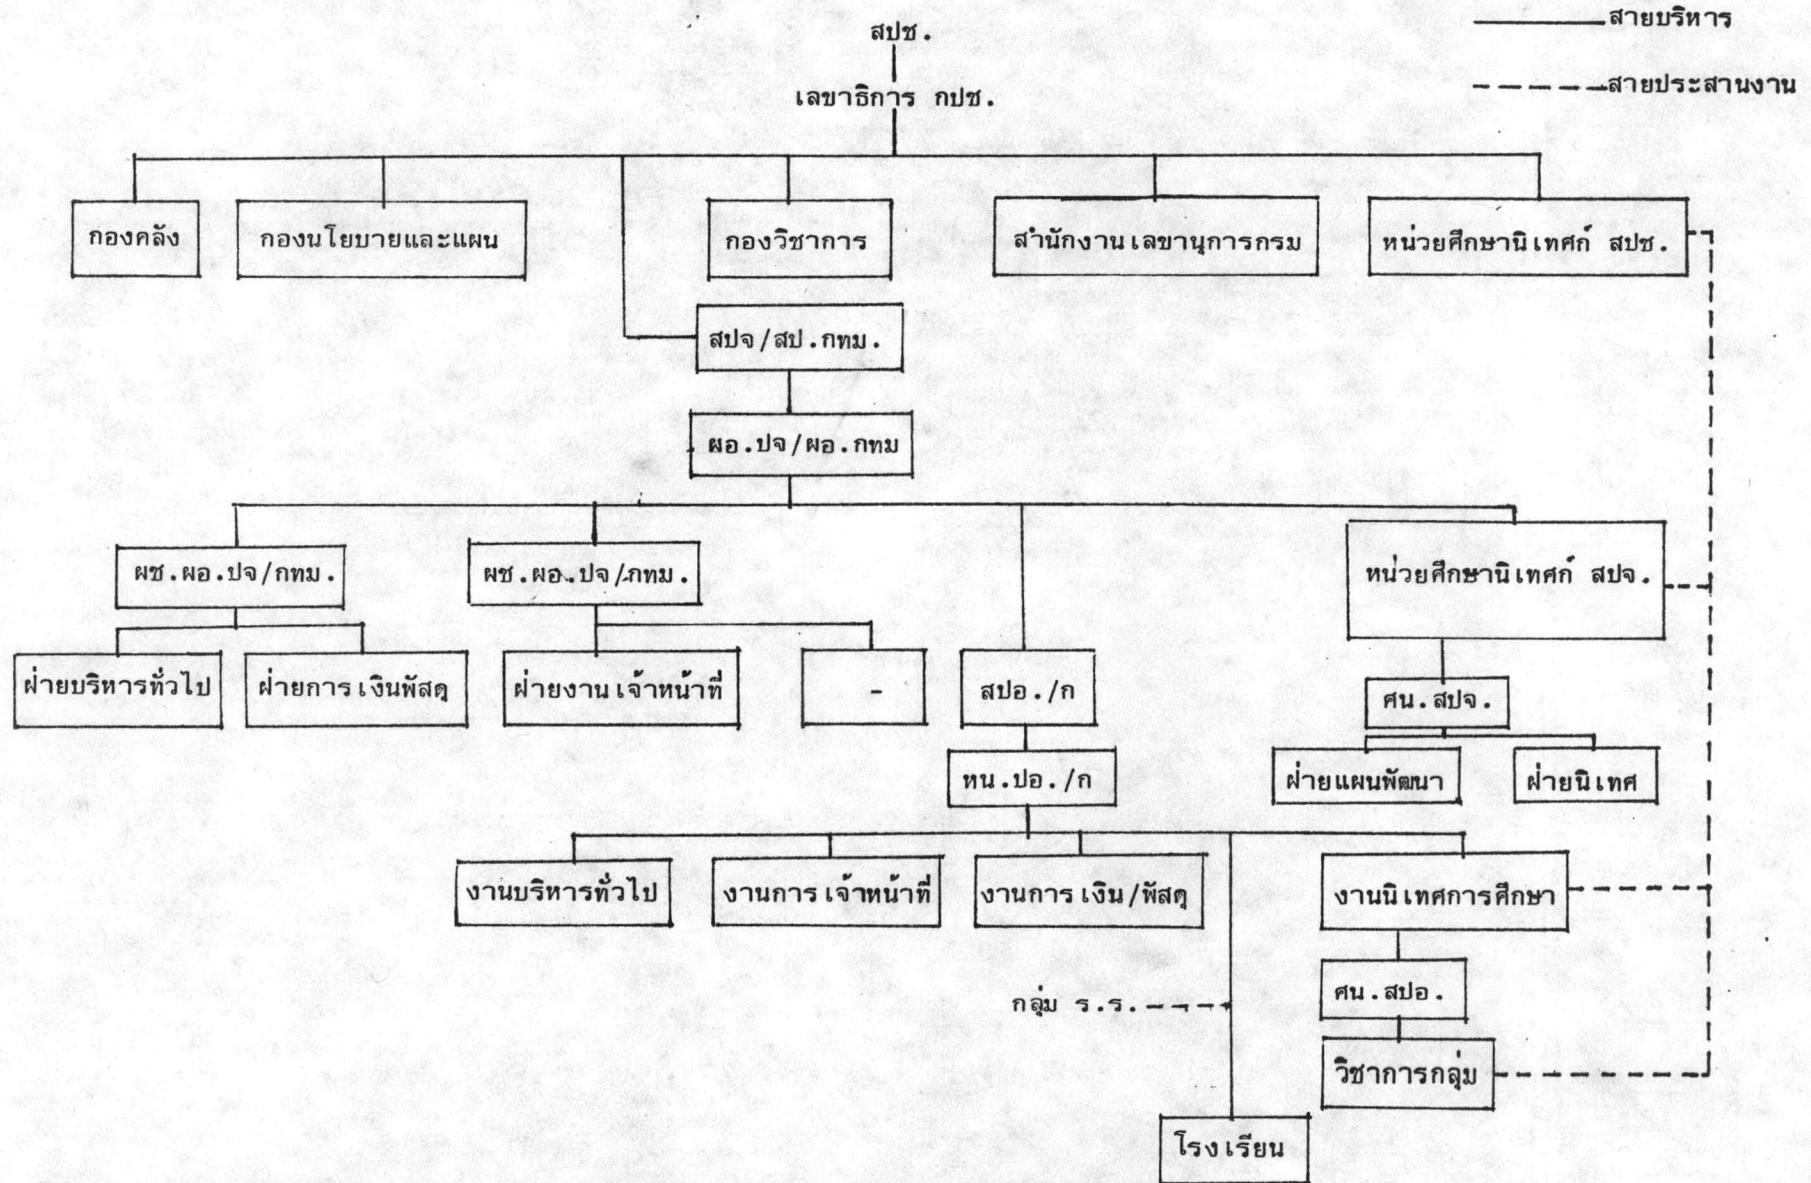 สปช.
สายบริหาร
สายประสานงาน
เลขาธิการ กปช.
กองคลัง
กองนโยบายและแผน
กองวิชาการ
สำนักงานเลขานุการกรม
หน่วยศึกษานิเทศก์ สปช.
สปจ/สป.กทม.
ผอ.ปจ/ผอ.กทม
ผช.ผอ.ปจ/กทม.
ผช.ผอ.ปจ/กทม.
หน่วยศึกษานิเทศก์ สปจ.
ฝ่ายบริหารทั่วไป
ฝ่ายการเงินพัสดุ
ฝ่ายงานเจ้าหน้าที่
-
สปอ./ก
ศน.สปจ.
หน.ปอ./ก
ฝ่ายแผนพัฒนา
ฝ่ายนิเทศ
งานบริหารทั่วไป
งานการเจ้าหน้าที่
งานการเงิน/พัสดุ
งานนิเทศการศึกษา
กลุ่ม ร.ร.
ศน.สปอ.
วิชาการกลุ่ม
โรงเรียน